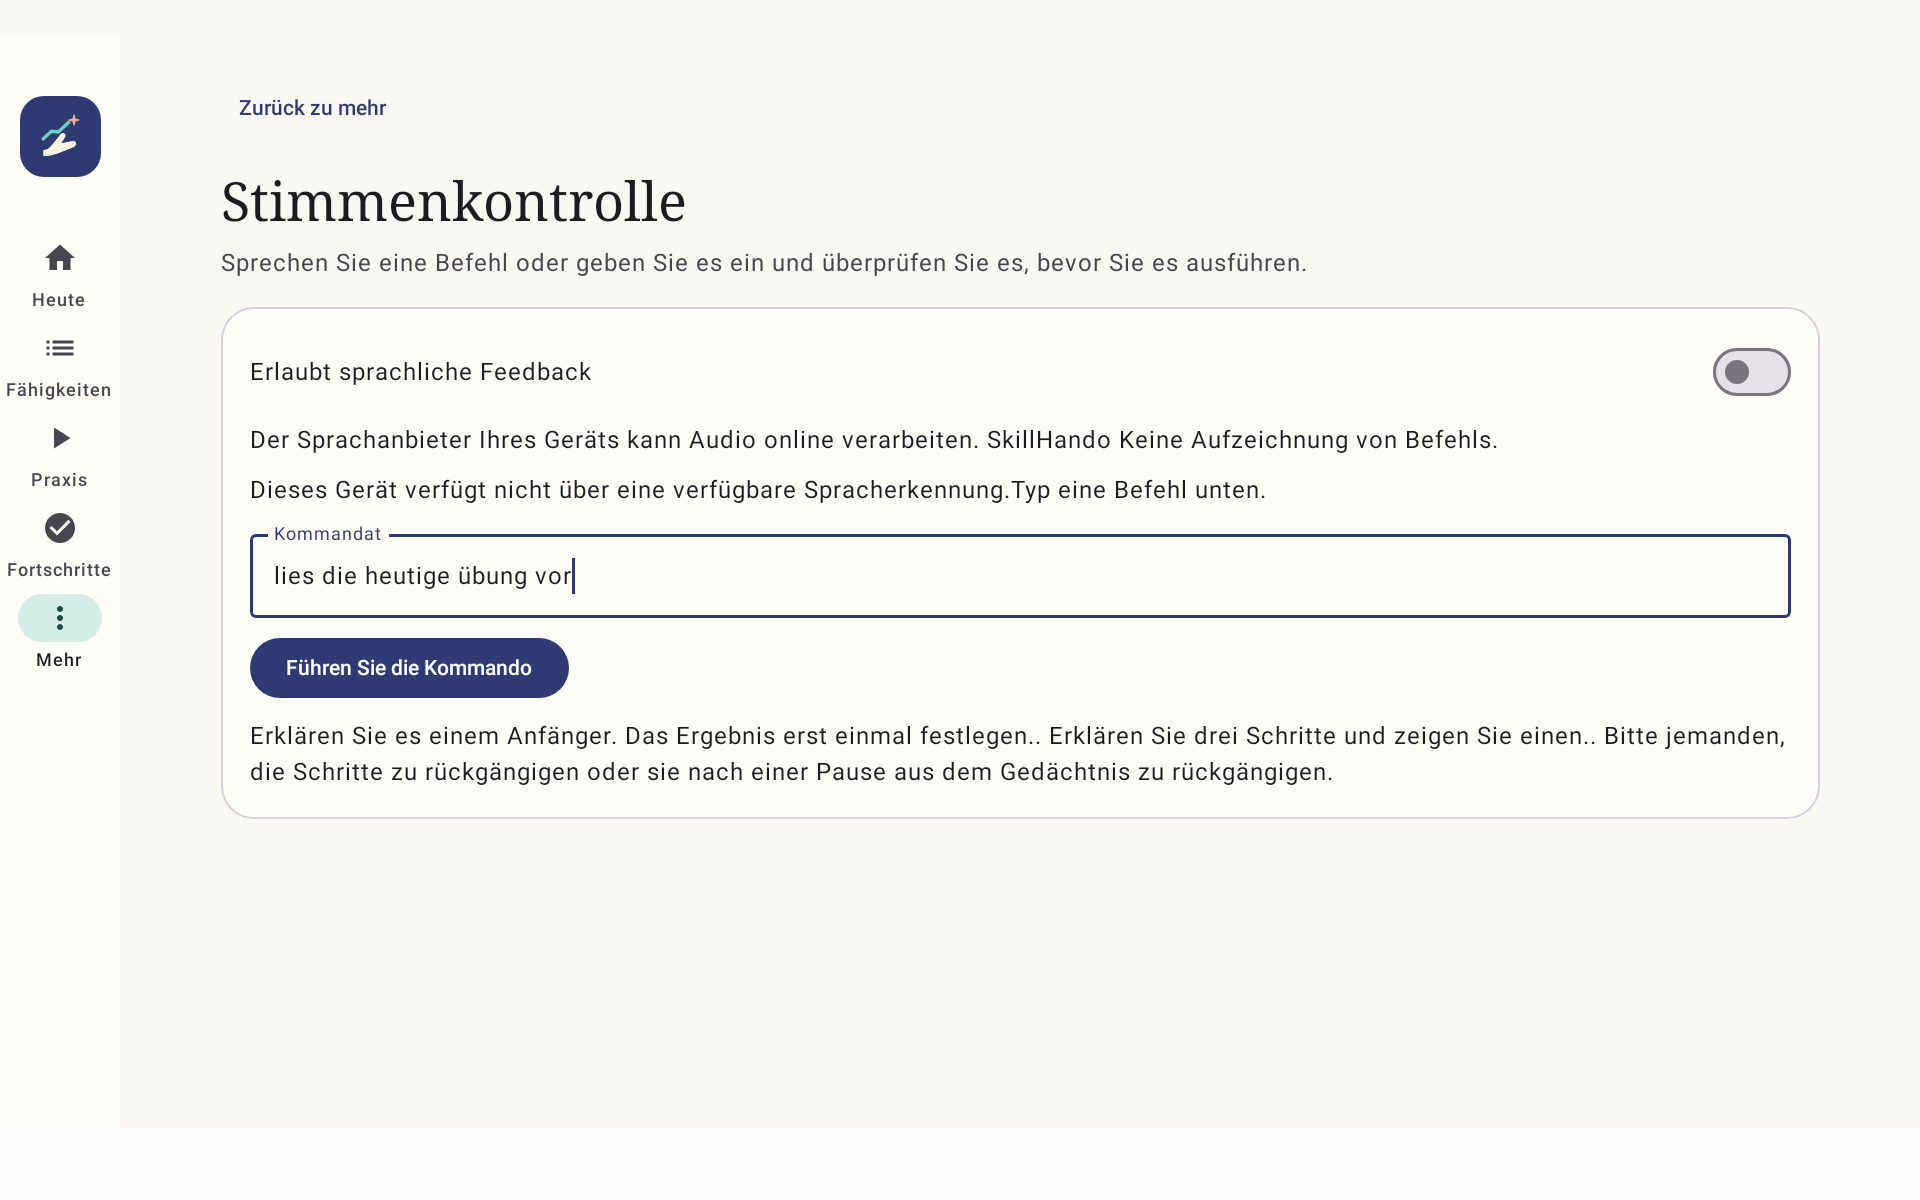 Zurück zu mehr
Stimmenkontrolle
Sprechen Sie eine Befehl oder geben Sie es ein und überprüfen Sie es, bevor Sie es ausführen.
Heute
Fähigkeiten
Praxis
Fortschritte
Mehr
Erlaubt sprachliche Feedback
Der Sprachanbieter Ihres Geräts kann Audio online verarbeiten. SkillHando Keine Aufzeichnung von Befehls.
Dieses Gerät verfügt nicht über eine verfügbare Spracherkennung.Typ eine Befehl unten.
Kommandat
lies die heutige übung vor
Führen Sie die Kommando
Erklären Sie es einem Anfänger. Das Ergebnis erst einmal festlegen.. Erklären Sie drei Schritte und zeigen Sie einen.. Bitte jemanden,
die Schritte zu rückgängigen oder sie nach einer Pause aus dem Gedächtnis zu rückgängigen.